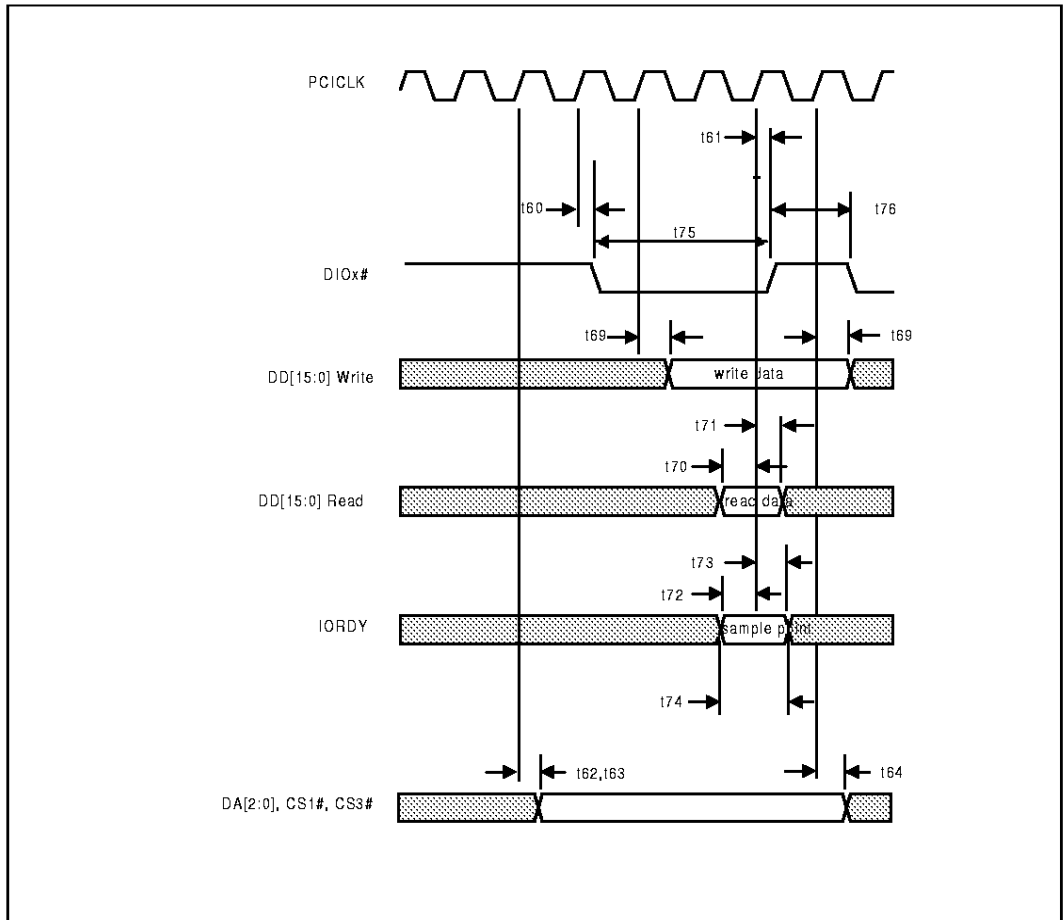 PCICLK
t61
t60
t75
t76
DIOx#
t69
t69
DD[15:0] Write
write data
t71
t70
DD[15:0] Read
read data
t73
t72
IORDY
sample point
t74
t62,t63
t64
DA[2:0], CS1#, CS3#